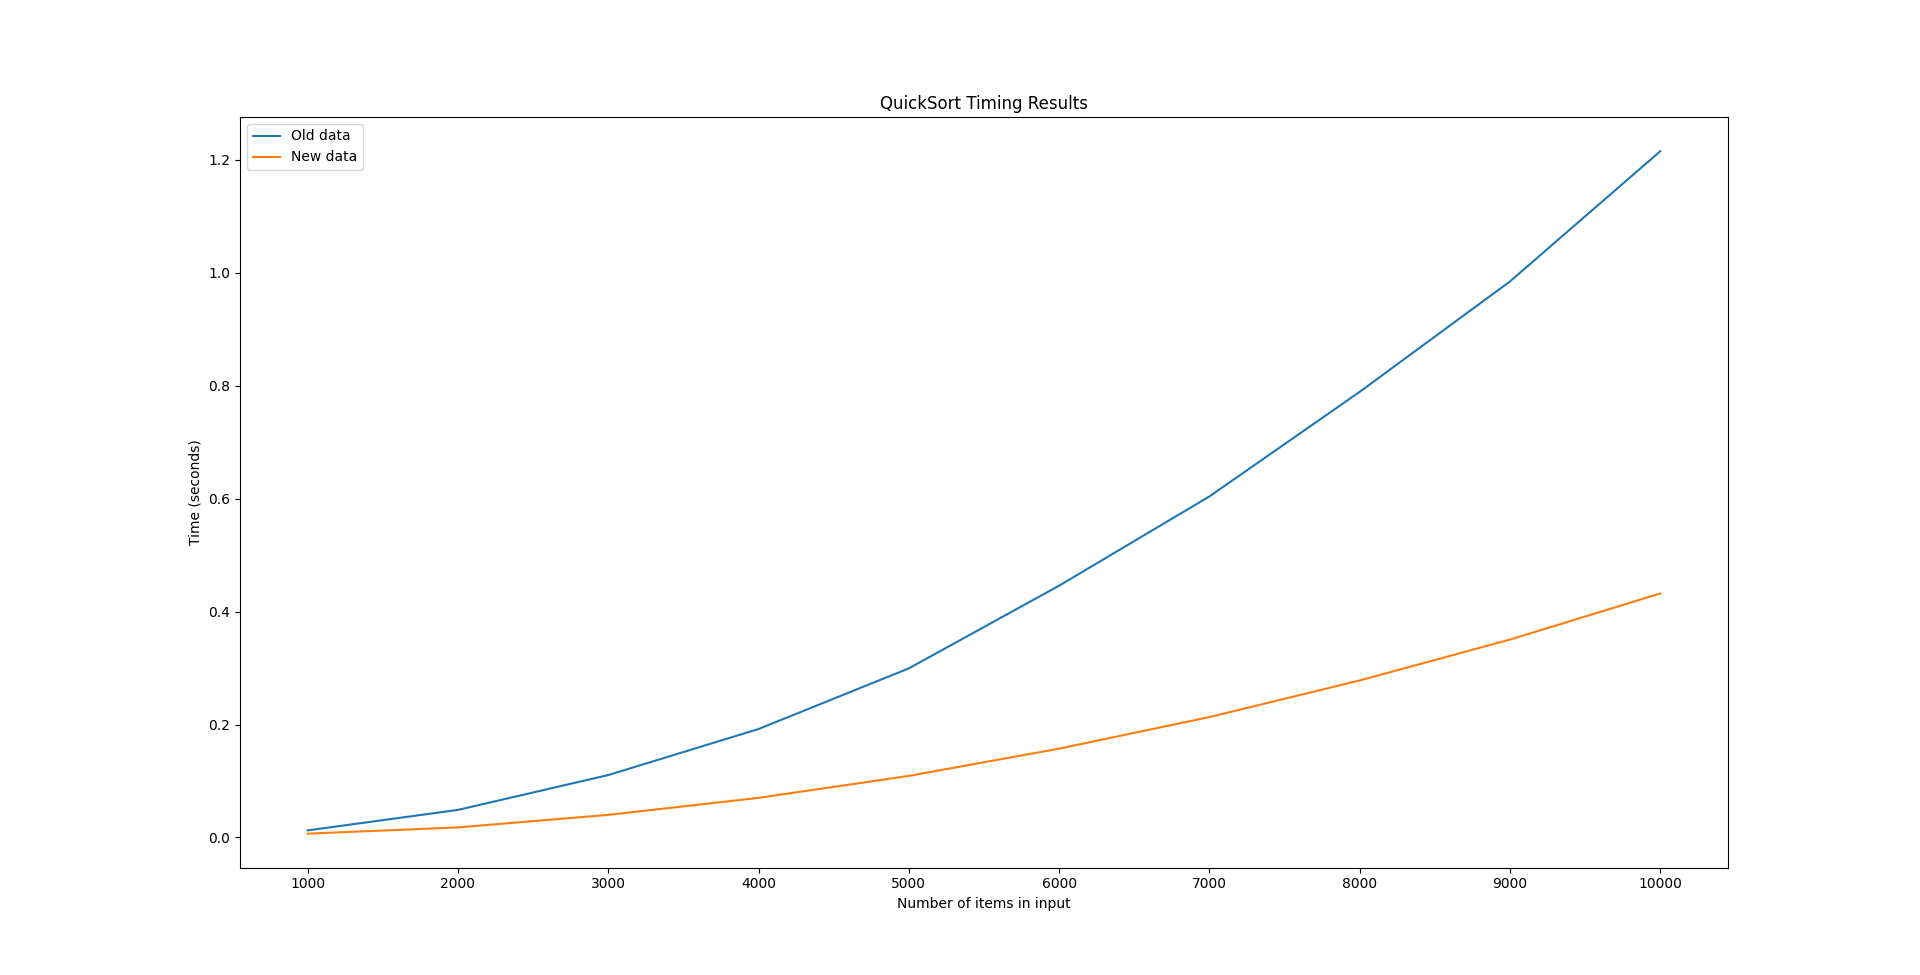 QuickSort Timing Results
Old data
New data
1.2
1.0
0.8
0.6
0.4
0.2
0.0
Time (seconds)
1000 2000 3000 4000 5000 6000 7000 8000 9000 10000
Number of items in input